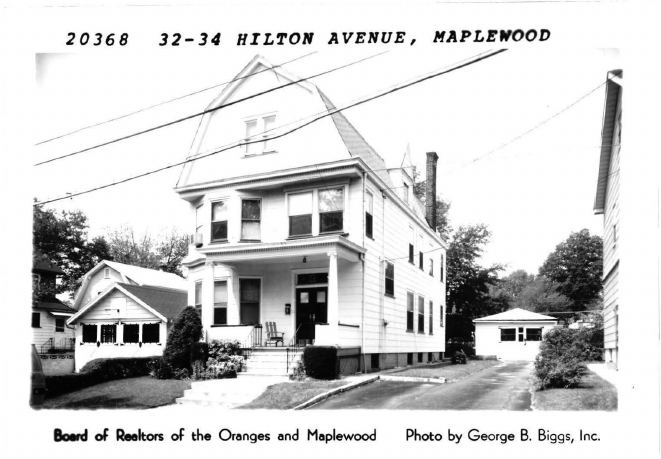 20368 32-34 HILTON AVENUE, MAPLEWOOD
Board of Realtors of the Oranges and Maplewood Photo by George B. Biggs, Inc.